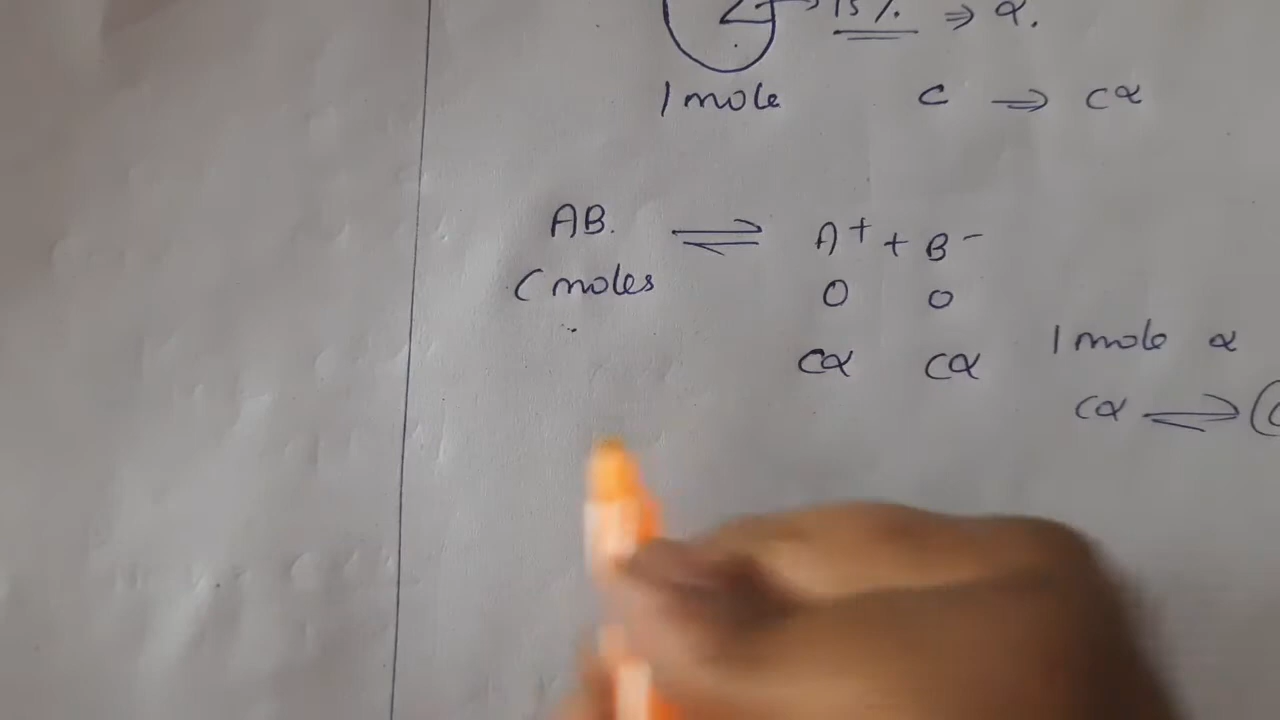 15% ⇒ α.
1 mole C ⇒ Cα
AB. ⇌ A⁺ + B⁻
C moles 0 0
1 mole α
Cα Cα
Cα ⇌